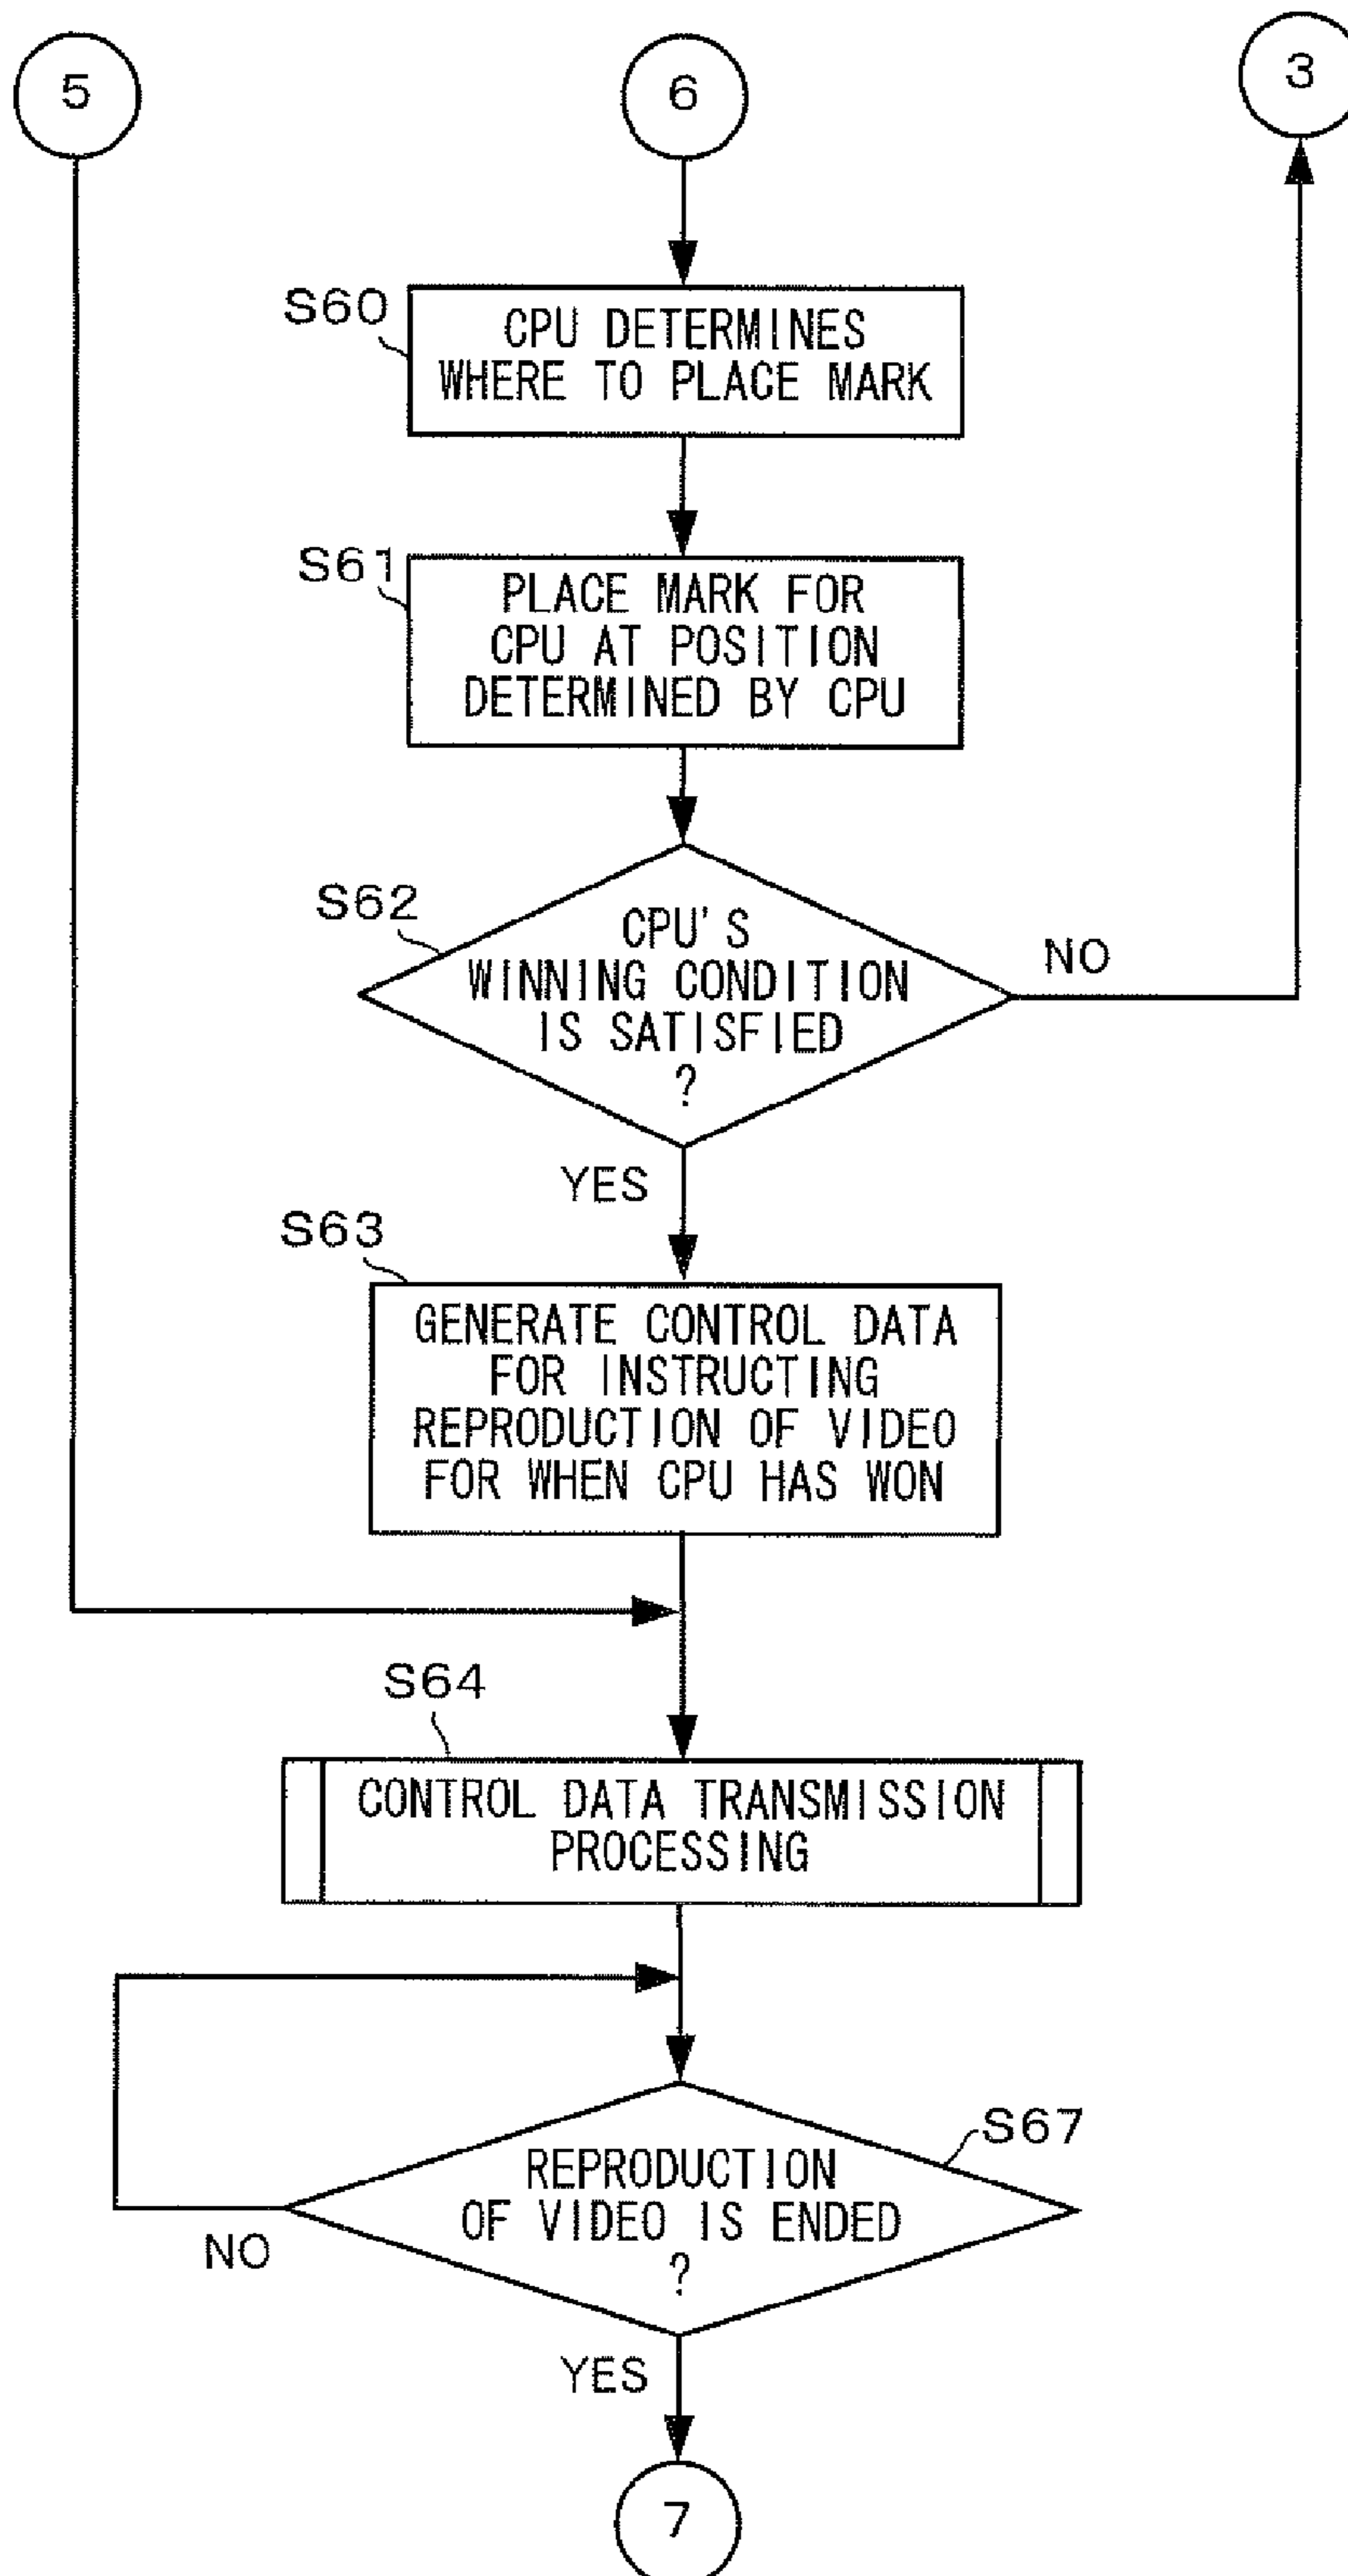 5
6
3
S60
CPU DETERMINES
WHERE TO PLACE MARK
S61
PLACE MARK FOR
CPU AT POSITION
DETERMINED BY CPU
S62
CPU'S
WINNING CONDITION
IS SATISFIED
?
NO
YES
S63
GENERATE CONTROL DATA
FOR INSTRUCTING
REPRODUCTION OF VIDEO
FOR WHEN CPU HAS WON
S64
CONTROL DATA TRANSMISSION
PROCESSING
S67
REPRODUCTION
OF VIDEO IS ENDED
?
NO
YES
7